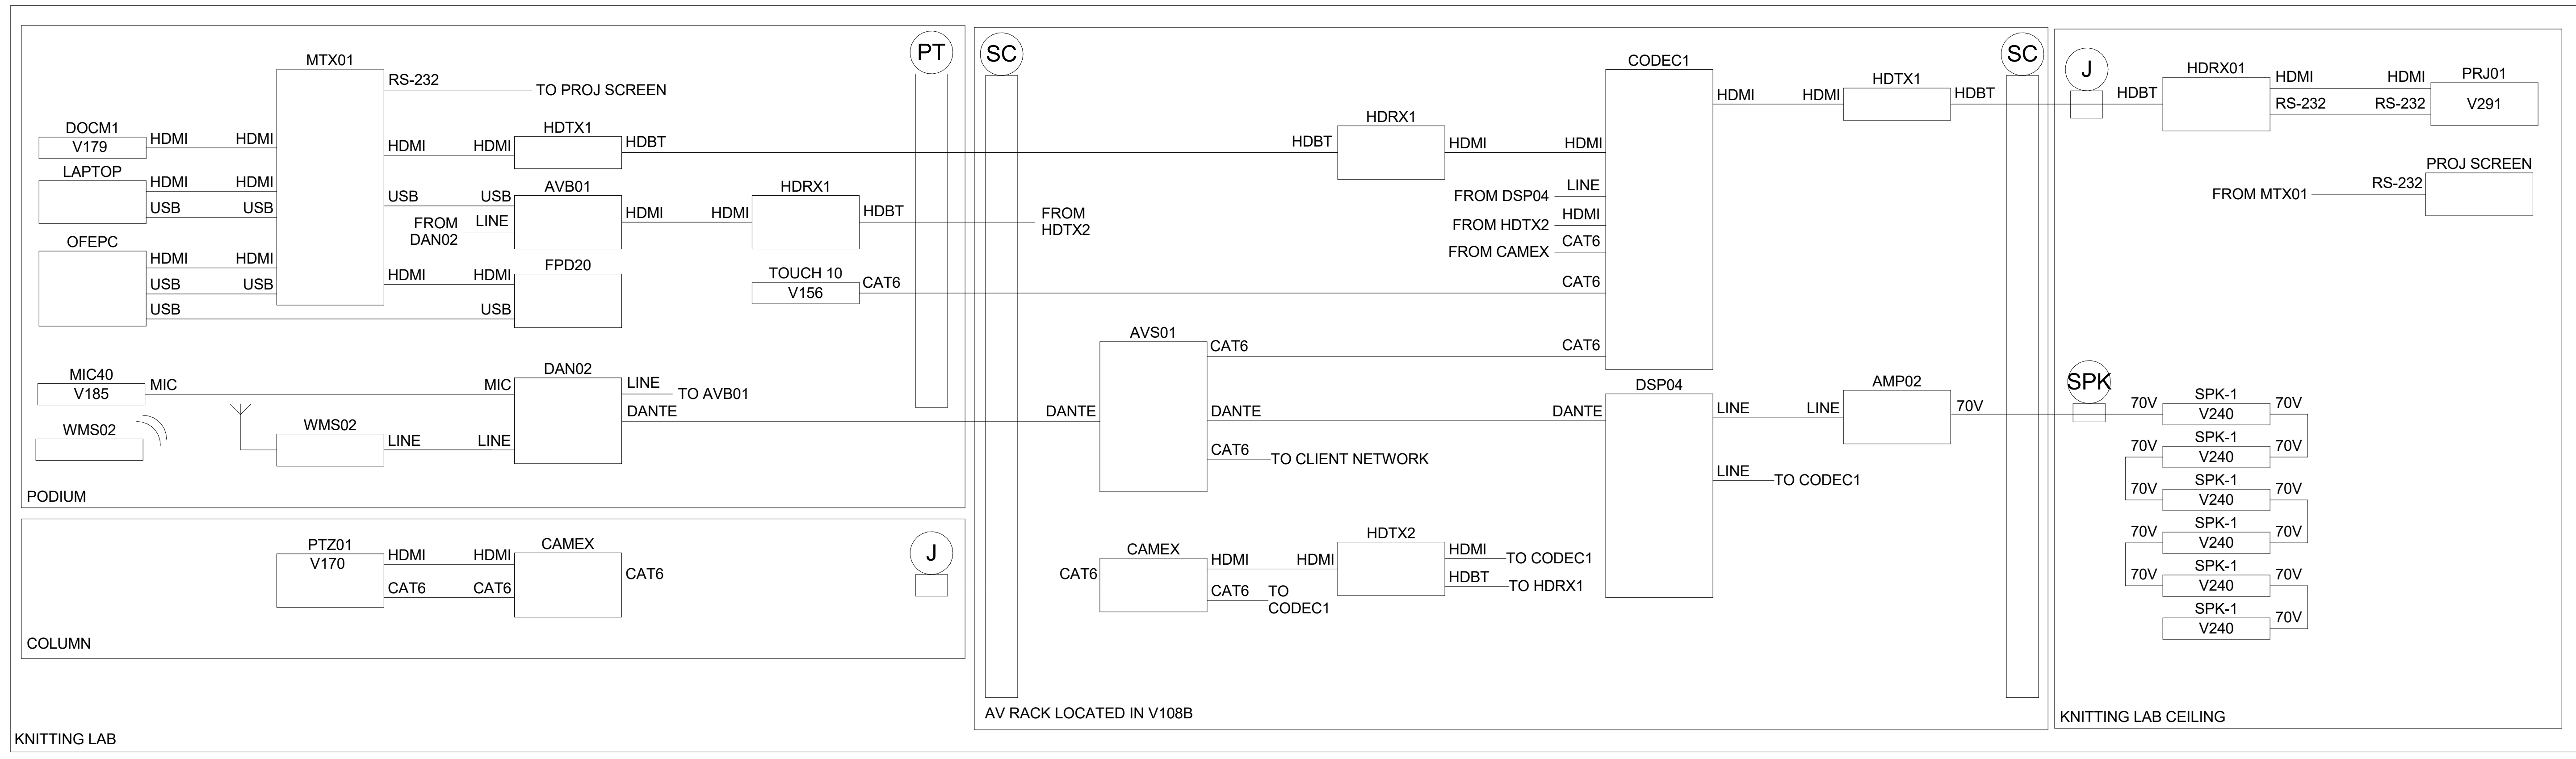 PT
MTX01
RS-232
TO PROJ SCREEN
DOCM1
V179
HDMI
HDMI
HDMI
HDMI
HDTX1
HDBT
LAPTOP
HDMI
HDMI
USB
USB
USB
USB
AVB01
FROM
DAN02
LINE
HDMI
HDMI
HDRX1
HDBT
FROM
HDTX2
OFEPC
HDMI
HDMI
USB
USB
USB
USB
HDMI
HDMI
FPD20
TOUCH 10
V156
CAT6
MIC40
V185
MIC
MIC
DAN02
LINE
TO AVB01
DANTE
WMS02
WMS02
LINE
LINE
PODIUM
PTZ01
V170
HDMI
HDMI
CAT6
CAT6
CAMEX
CAT6
J
COLUMN
KNITTING LAB
SC
SC
HDBT
HDRX1
HDMI
HDMI
CODEC1
HDMI
HDMI
HDTX1
HDBT
FROM DSP04
LINE
FROM HDTX2
HDMI
FROM CAMEX
CAT6
CAT6
AVS01
CAT6
CAT6
DANTE
DANTE
DANTE
CAT6
TO CLIENT NETWORK
DSP04
LINE
LINE
AMP02
70V
LINE
TO CODEC1
CAT6
CAMEX
HDMI
HDMI
CAT6
TO
CODEC1
HDTX2
HDMI
TO CODEC1
HDBT
TO HDRX1
AV RACK LOCATED IN V108B
J
HDBT
HDRX01
HDMI
HDMI
RS-232
RS-232
PRJ01
V291
PROJ SCREEN
FROM MTX01
RS-232
SPK
70V
SPK-1
V240
70V
70V
SPK-1
V240
70V
70V
SPK-1
V240
70V
70V
SPK-1
V240
70V
70V
SPK-1
V240
70V
SPK-1
V240
70V
KNITTING LAB CEILING